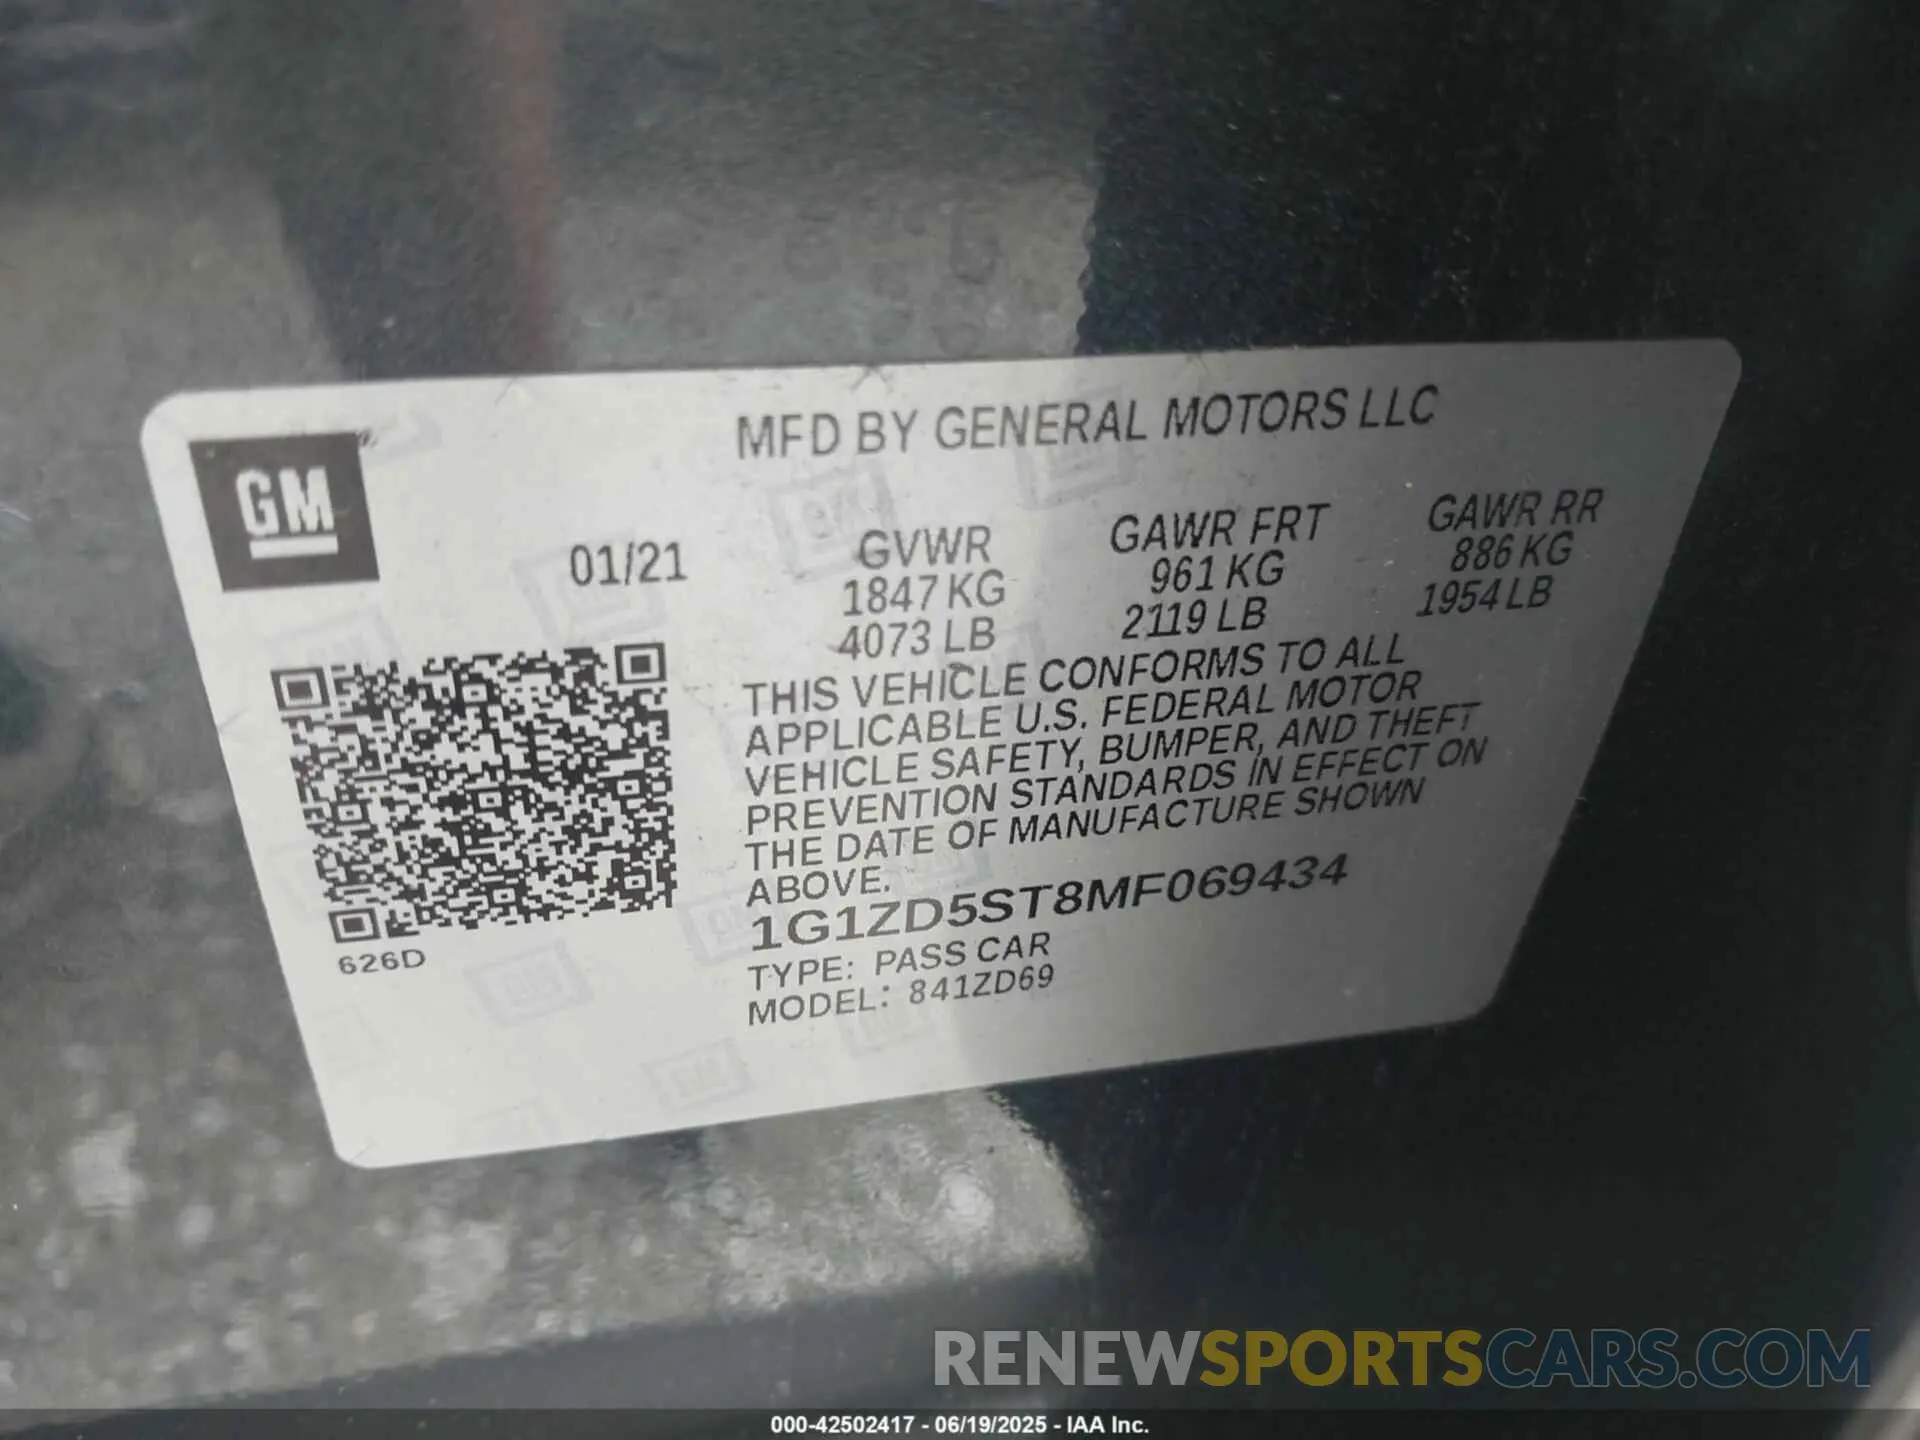 MFD BY GENERAL MOTORS LLC
GM
01/21
GVWR
1847 KG
4073 LB
GAWR FRT
961 KG
2119 LB
GAWR RR
886 KG
1954 LB
THIS VEHICLE CONFORMS TO ALL
APPLICABLE U.S. FEDERAL MOTOR
VEHICLE SAFETY, BUMPER, AND THEFT
PREVENTION STANDARDS IN EFFECT ON
THE DATE OF MANUFACTURE SHOWN
ABOVE.
1G1ZD5ST8MF069434
TYPE: PASS CAR
MODEL: 841ZD69
626D
RENEWSPORTSCARS.COM
000-42502417 - 06/19/2025 - IAA Inc.